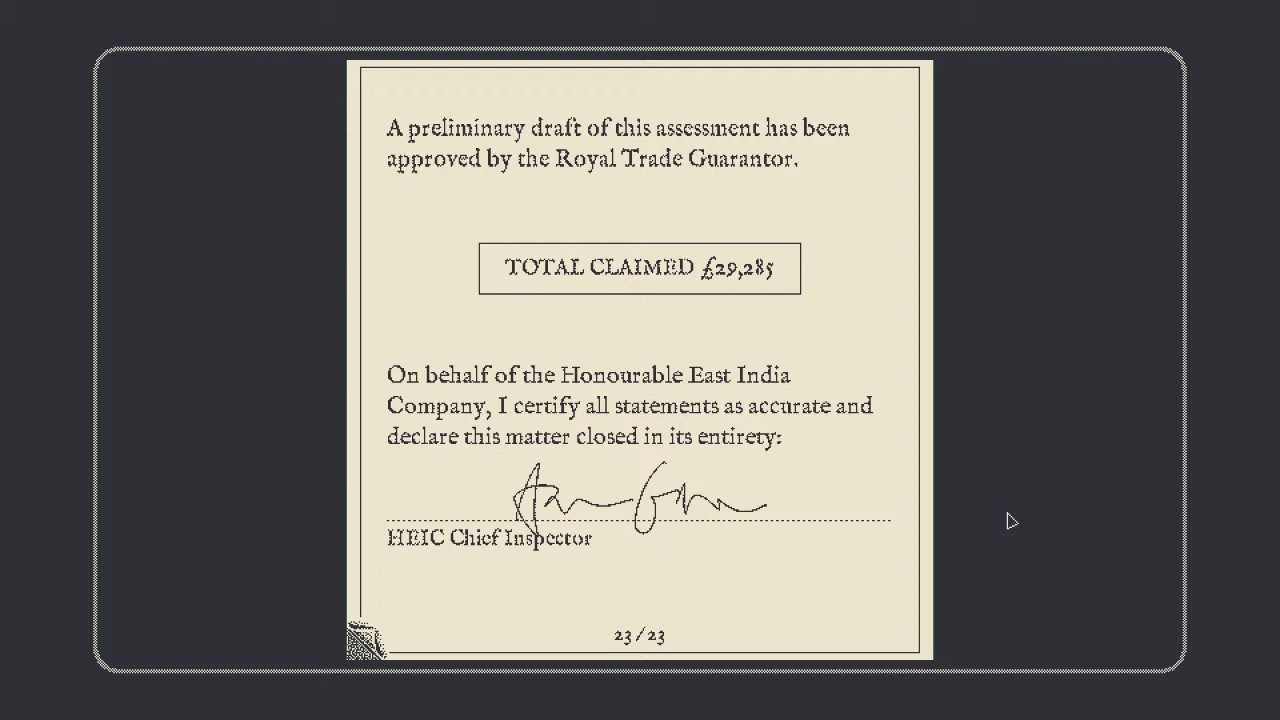 A preliminary draft of this assessment has been
approved by the Royal Trade Guarantor.
TOTAL CLAIMED £29,285
On behalf of the Honourable East India
Company, I certify all statements as accurate and
declare this matter closed in its entirety:
HEIC Chief Inspector
23/23